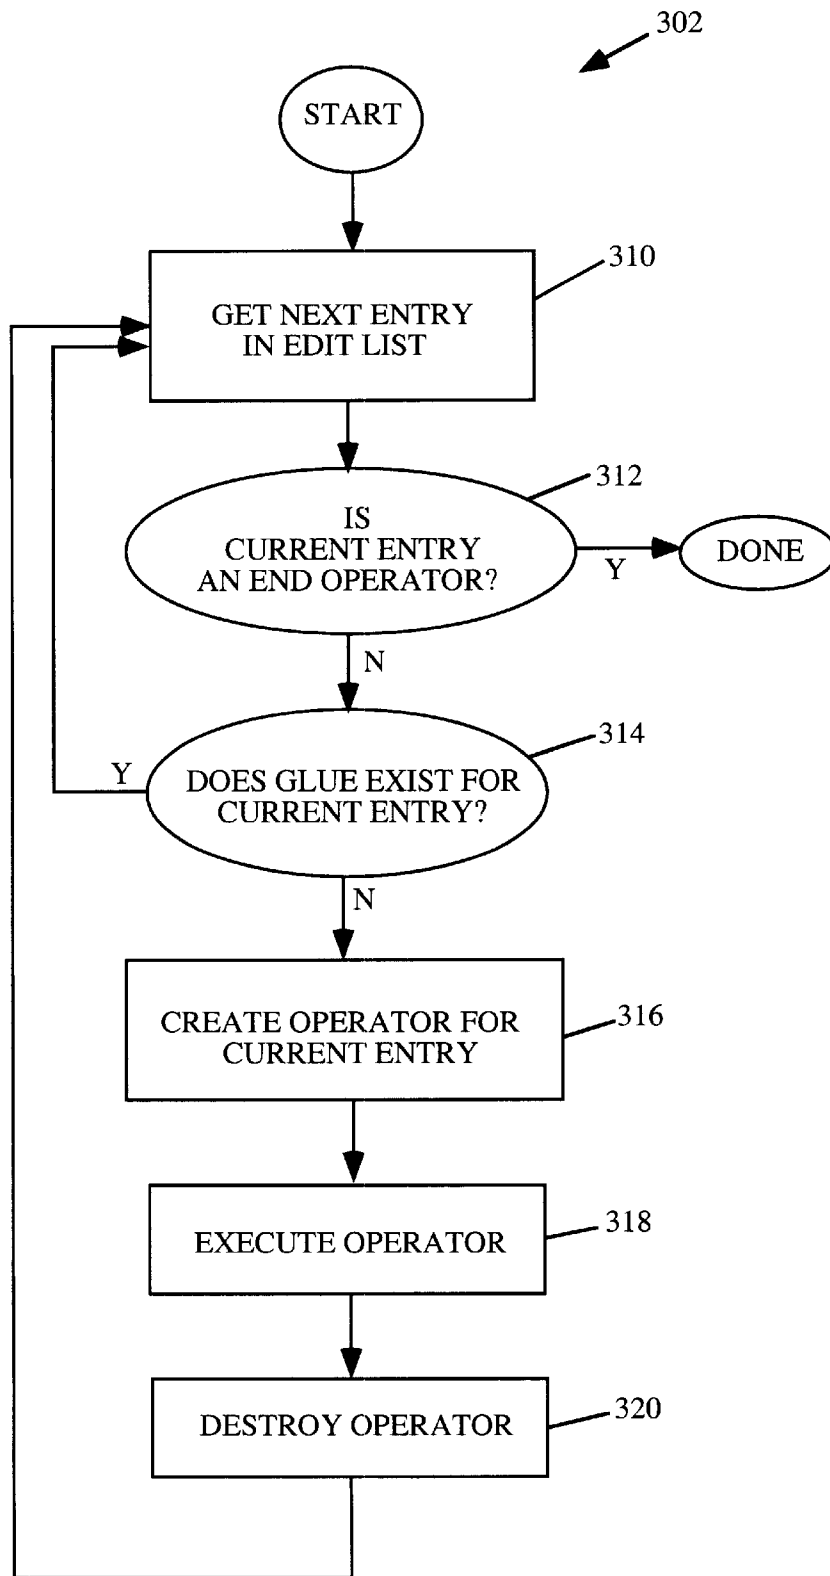 302
START
310
GET NEXT ENTRY
IN EDIT LIST
312
IS
CURRENT ENTRY
AN END OPERATOR?
Y
DONE
N
314
Y
DOES GLUE EXIST FOR
CURRENT ENTRY?
N
CREATE OPERATOR FOR
CURRENT ENTRY
316
EXECUTE OPERATOR
318
DESTROY OPERATOR
320